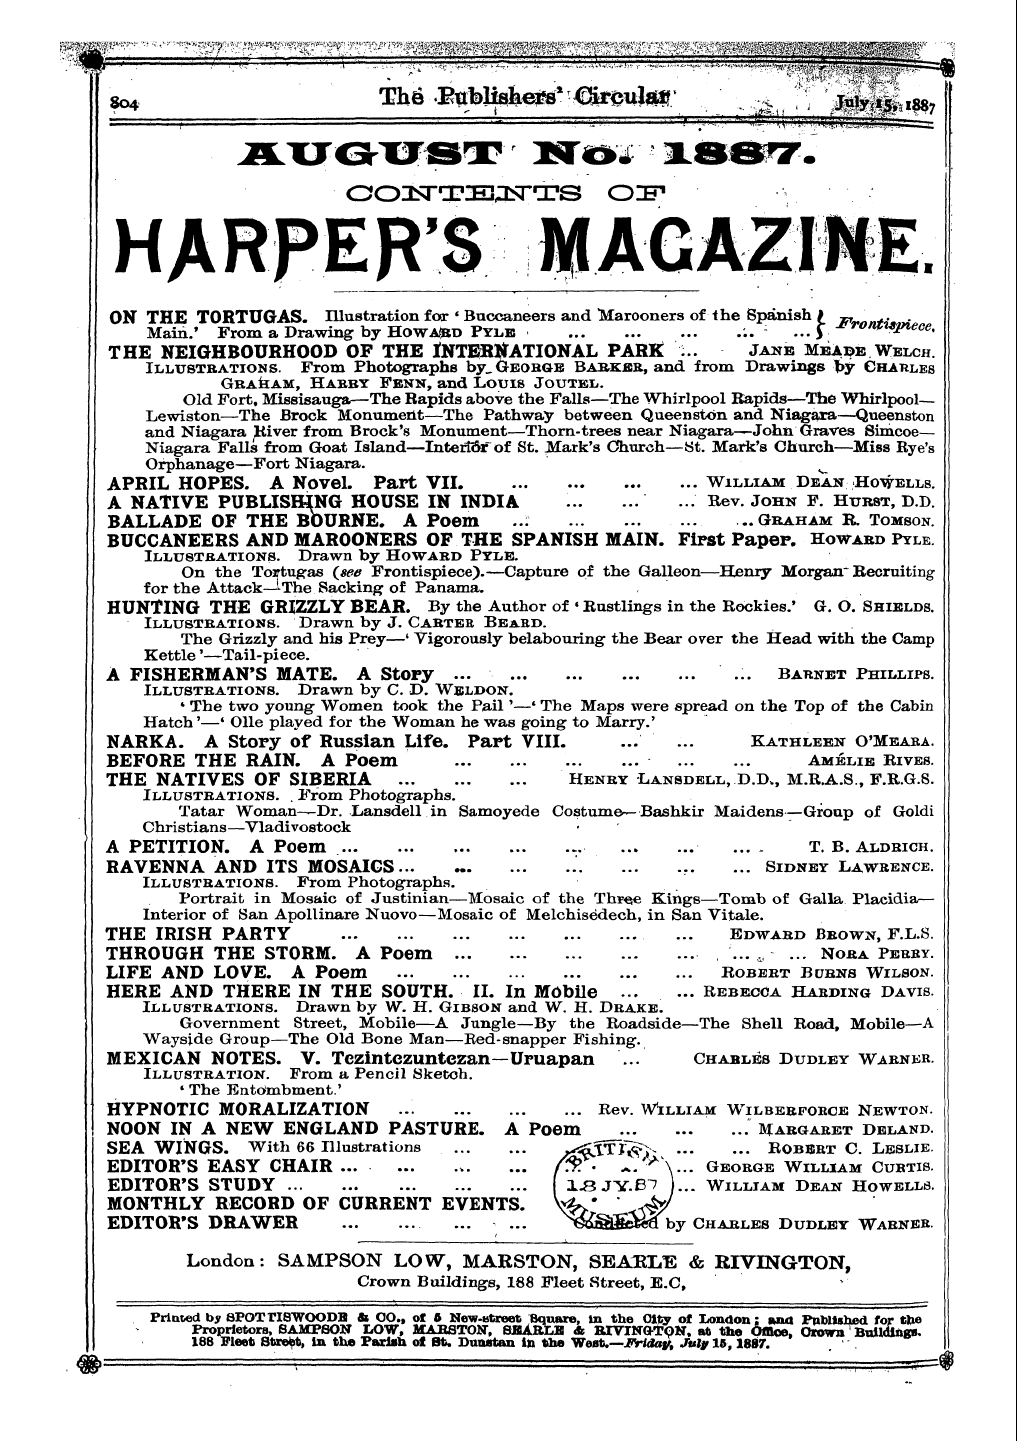 804 The Publishers' Circular July 15, 1887
AUGUST No. 1887.
CONTENTS OF
HARPER'S MAGAZINE.
ON THE TORTUGAS. Illustration for ‘Buccaneers and Marooners of the Spanish } Frontispiece.
Main.’ From a Drawing by HOWARD PYLE ... ... ... ... ... }
THE NEIGHBOURHOOD OF THE INTERNATIONAL PARK ... JANE MEADE WELCH.
ILLUSTRATIONS. From Photographs by GEORGE BARKER, and from Drawings by CHARLES
GRAHAM, HARRY FENN, and LOUIS JOUTEL.
Old Fort, Missisauga—The Rapids above the Falls—The Whirlpool Rapids—The Whirlpool—
Lewiston—The Brock Monument—The Pathway between Queenston and Niagara—Queenston
and Niagara River from Brock's Monument—Thorn-trees near Niagara—John Graves Simcoe—
Niagara Falls from Goat Island—Interior of St. Mark's Church—St. Mark's Church—Miss Rye's
Orphanage—Fort Niagara.
APRIL HOPES. A Novel. Part VII. ... ... ... ... WILLIAM DEAN HOWELLS.
A NATIVE PUBLISHING HOUSE IN INDIA ... ... ... Rev. JOHN F. HURST, D.D.
BALLADE OF THE BOURNE. A Poem ... ... ... ... ... GRAHAM R. TOMSON.
BUCCANEERS AND MAROONERS OF THE SPANISH MAIN. First Paper. HOWARD PYLE.
ILLUSTRATIONS. Drawn by HOWARD PYLE.
On the Tortugas (see Frontispiece).—Capture of the Galleon—Henry Morgan Recruiting
for the Attack—The Sacking of Panama.
HUNTING THE GRIZZLY BEAR. By the Author of ‘Rustlings in the Rockies.’ G. O. SHIELDS.
ILLUSTRATIONS. Drawn by J. CARTER BEARD.
The Grizzly and his Prey—‘Vigorously belabouring the Bear over the Head with the Camp
Kettle’—Tail-piece.
A FISHERMAN'S MATE. A Story ... ... ... ... ... ... BARNET PHILLIPS.
ILLUSTRATIONS. Drawn by C. D. WELDON.
‘The two young Women took the Pail’—‘The Maps were spread on the Top of the Cabin
Hatch’—‘Olle played for the Woman he was going to Marry.’
NARKA. A Story of Russian Life. Part VIII. ... ... KATHLEEN O'MEARA.
BEFORE THE RAIN. A Poem ... ... ... ... ... ... AMÉLIE RIVES.
THE NATIVES OF SIBERIA ... ... ... HENRY LANSDELL, D.D., M.R.A.S., F.R.G.S.
ILLUSTRATIONS. From Photographs.
Tatar Woman—Dr. Lansdell in Samoyede Costume—Bashkir Maidens—Group of Goldi
Christians—Vladivostock
A PETITION. A Poem ... ... ... ... ... ... ... ... T. B. ALDRICH.
RAVENNA AND ITS MOSAICS ... ... ... ... ... ... ... SIDNEY LAWRENCE.
ILLUSTRATIONS. From Photographs.
Portrait in Mosaic of Justinian—Mosaic of the Three Kings—Tomb of Galla Placidia—
Interior of San Apollinare Nuovo—Mosaic of Melchisedech, in San Vitale.
THE IRISH PARTY ... ... ... ... ... ... ... EDWARD BROWN, F.L.S.
THROUGH THE STORM. A Poem ... ... ... ... ... ... ... NORA PERRY.
LIFE AND LOVE. A Poem ... ... ... ... ... ... ROBERT BURNS WILSON.
HERE AND THERE IN THE SOUTH. II. In Mobile ... ... REBECCA HARDING DAVIS.
ILLUSTRATIONS. Drawn by W. H. GIBSON and W. H. DRAKE.
Government Street, Mobile—A Jungle—By the Roadside—The Shell Road, Mobile—A
Wayside Group—The Old Bone Man—Red-snapper Fishing.
MEXICAN NOTES. V. Tczintczuntczan—Uruapan ... CHARLES DUDLEY WARNER.
ILLUSTRATION. From a Pencil Sketch.
‘The Entombment.’
HYPNOTIC MORALIZATION ... ... ... ... Rev. WILLIAM WILBERFORCE NEWTON.
NOON IN A NEW ENGLAND PASTURE. A Poem ... ... ... MARGARET DELAND.
SEA WINGS. With 66 Illustrations ... ... ... ... ROBERT C. LESLIE.
EDITOR'S EASY CHAIR ... ... ... ... ... ... ... GEORGE WILLIAM CURTIS.
EDITOR'S STUDY ... ... ... ... ... ... WILLIAM DEAN HOWELLS.
MONTHLY RECORD OF CURRENT EVENTS.
EDITOR'S DRAWER ... ... ... ... Conducted by CHARLES DUDLEY WARNER.
BRITISH
18 JY.87
MUSEUM
London: SAMPSON LOW, MARSTON, SEARLE & RIVINGTON,
Crown Buildings, 188 Fleet Street, E.C,
Printed by SPOTTISWOODE & CO., of 5 New-street Square, in the City of London; and Published for the
Proprietors, SAMPSON LOW, MARSTON, SEARLE & RIVINGTON, at the Office, Crown Buildings.
188 Fleet Street, in the Parish of St. Dunstan in the West.—Friday, July 15, 1887.